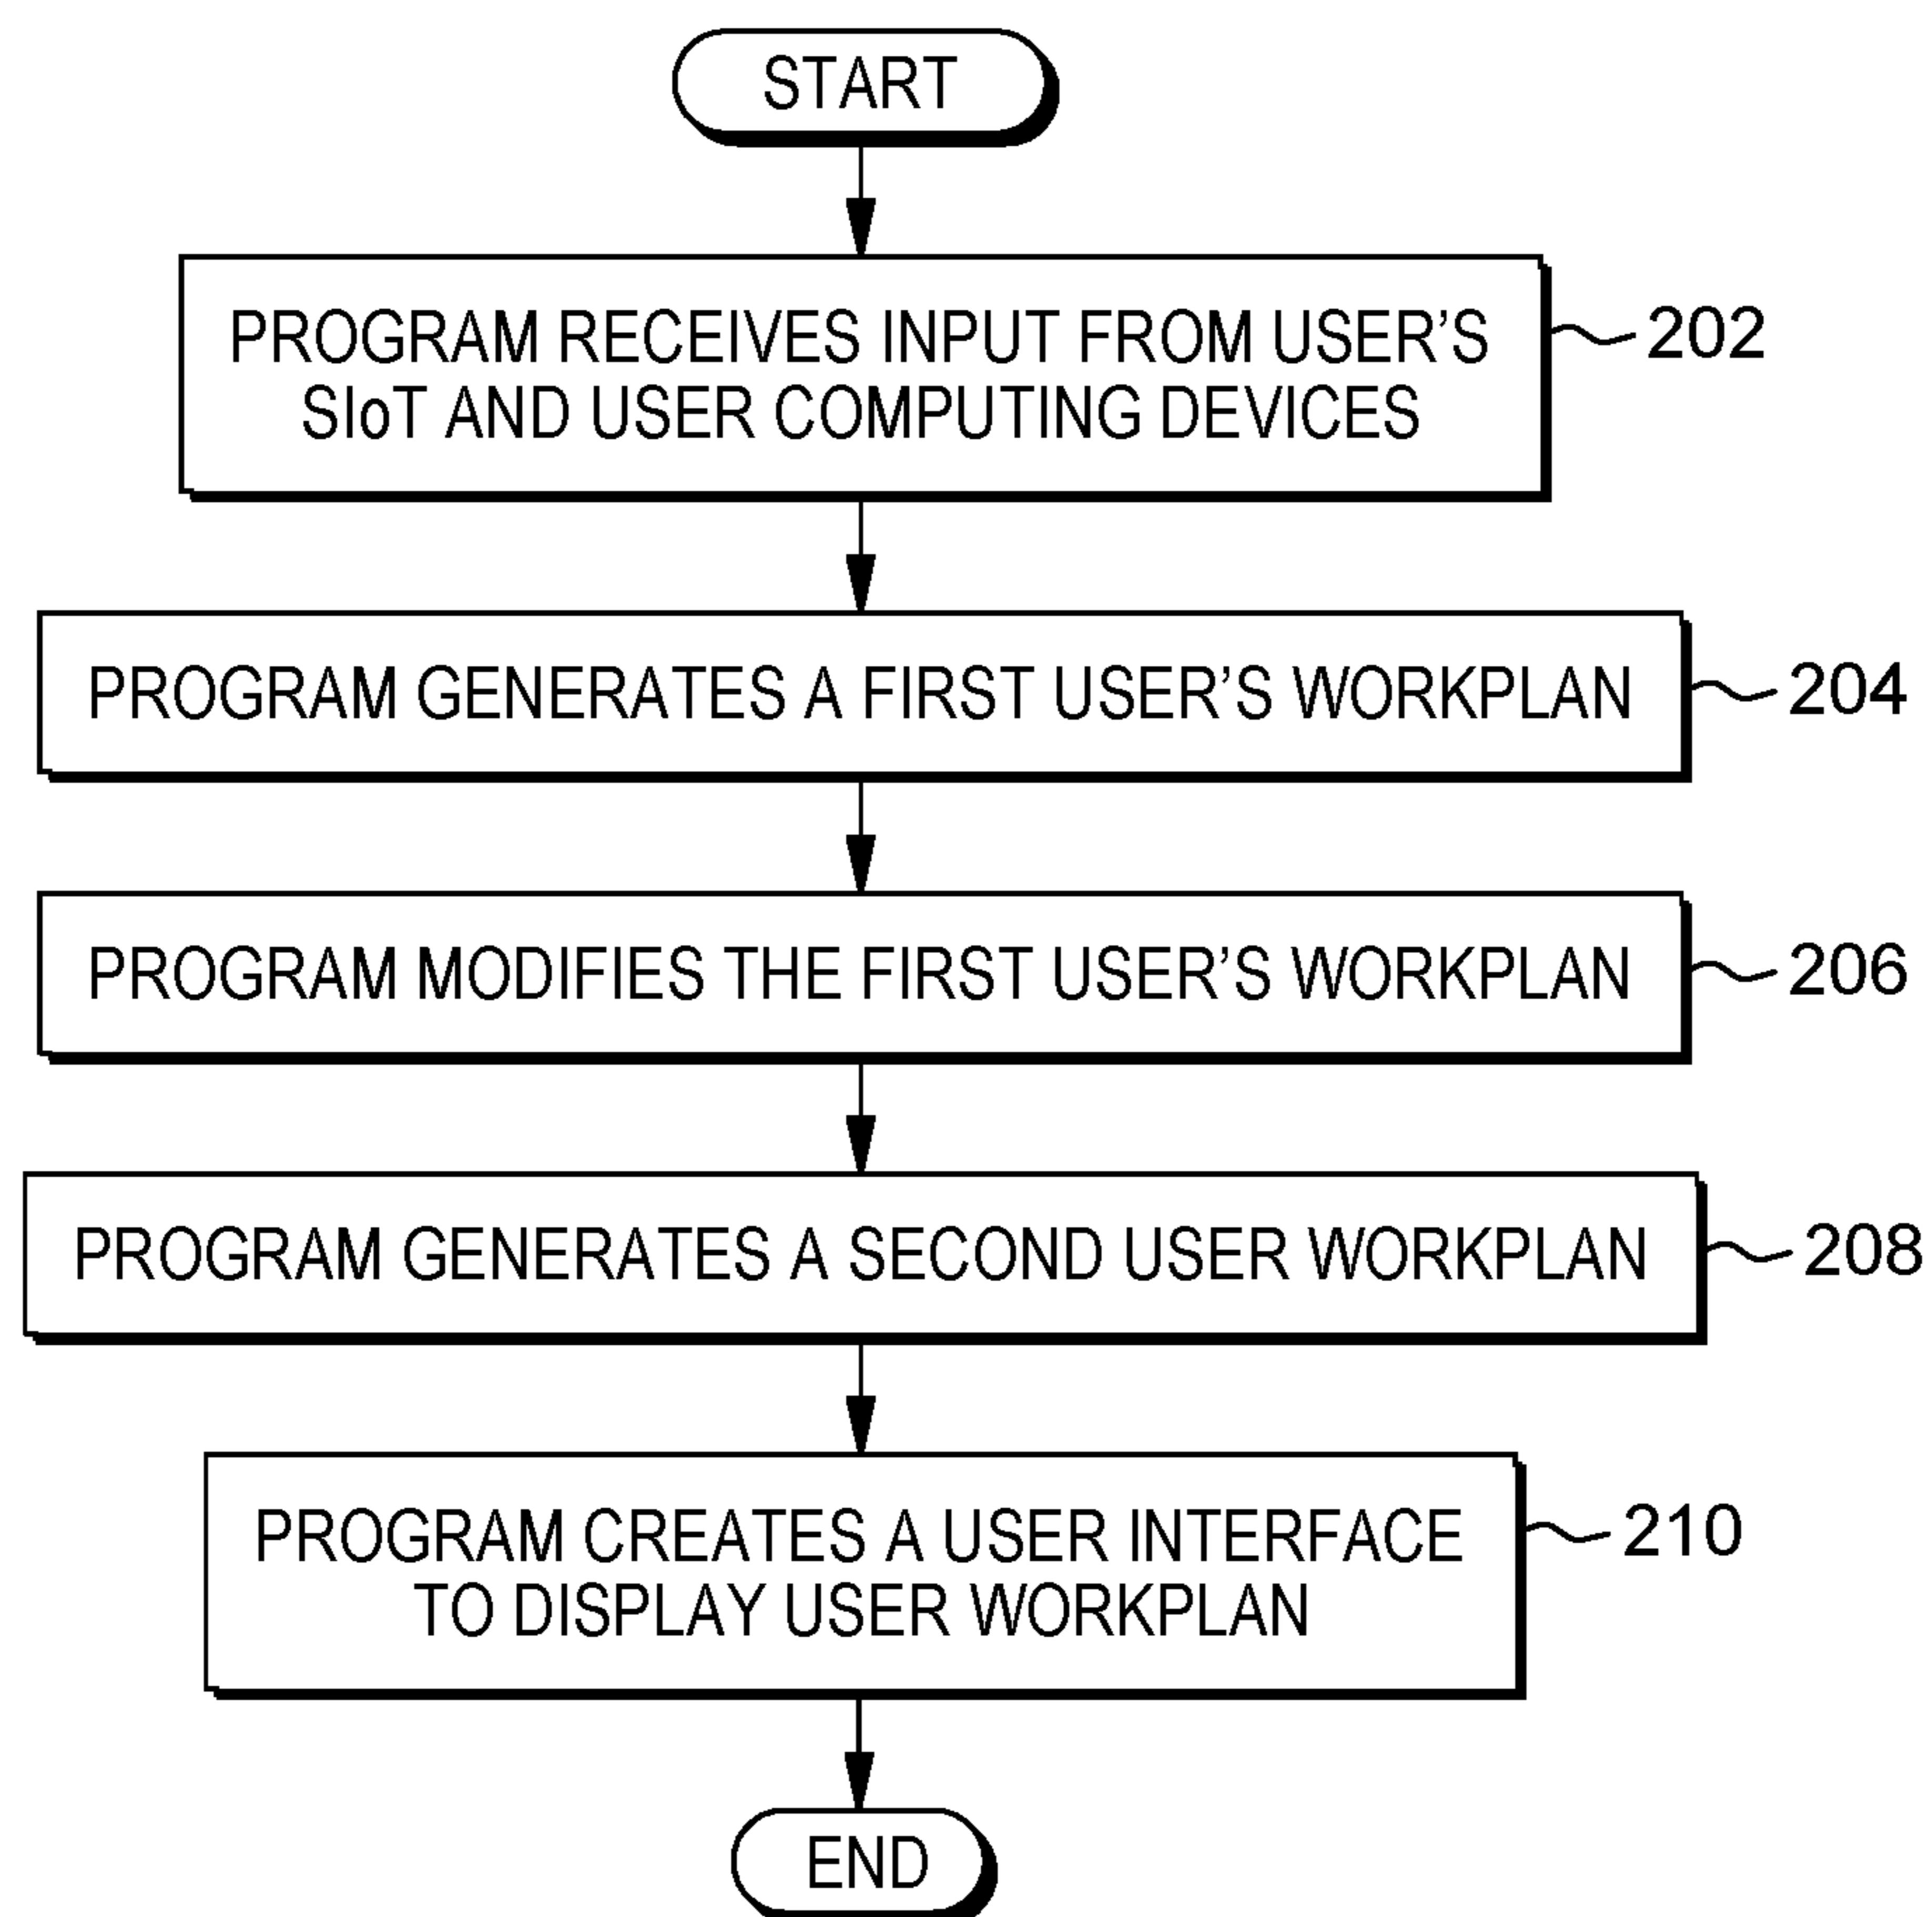 START
PROGRAM RECEIVES INPUT FROM USER'S
SIoT AND USER COMPUTING DEVICES
202
PROGRAM GENERATES A FIRST USER'S WORKPLAN
204
PROGRAM MODIFIES THE FIRST USER'S WORKPLAN
206
PROGRAM GENERATES A SECOND USER WORKPLAN
208
PROGRAM CREATES A USER INTERFACE
TO DISPLAY USER WORKPLAN
210
END